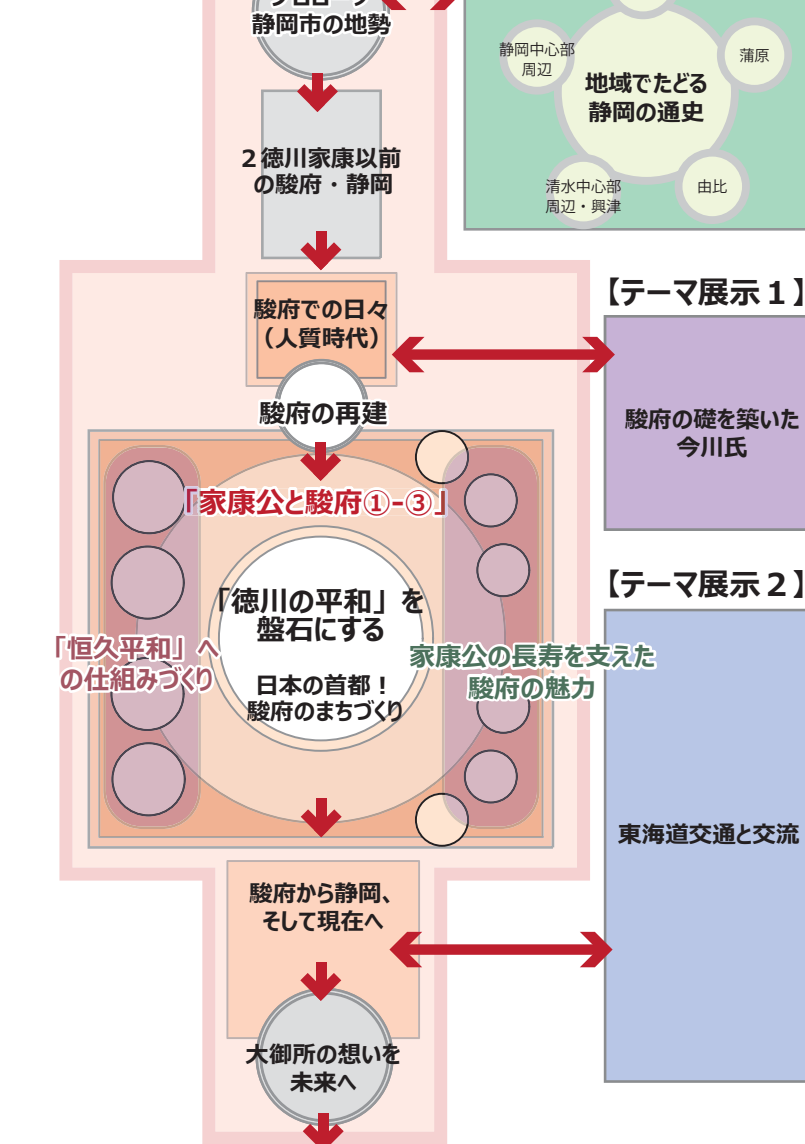 プロローグ
静岡市の地勢
静岡中心部
周辺
蒲原
地域でたどる
静岡の通史
清水中心部
周辺・興津
由比
2徳川家康以前
の駿府・静岡
【テーマ展示1】
駿府での日々
（人質時代）
駿府の礎を築いた
今川氏
駿府の再建
「家康公と駿府①-③」
【テーマ展示2】
「徳川の平和」を
盤石にする
日本の首都！
駿府のまちづくり
「恒久平和」へ
の仕組みづくり
家康公の長寿を支えた
駿府の魅力
東海道交通と交流
駿府から静岡、
そして現在へ
大御所の想いを
未来へ